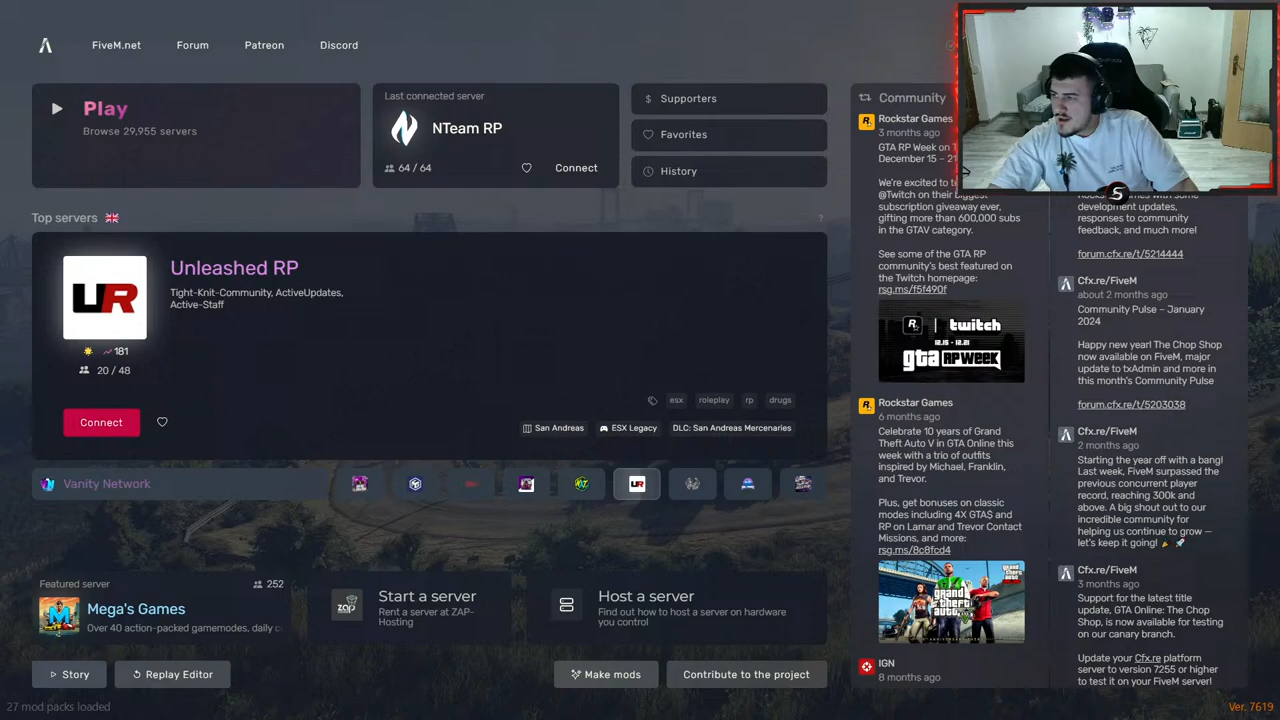 FiveM.net
Forum
Patreon
Discord
Play
Browse 29,955 servers
Last connected server
NTeam RP
64 / 64
Connect
$ Supporters
Favorites
History
Top servers
?
UR
Unleashed RP
Tight-Knit-Community, ActiveUpdates,
Active-Staff
181
20 / 48
Connect
esx
roleplay
rp
drugs
San Andreas
ESX Legacy
DLC: San Andreas Mercenaries
Vanity Network
UR
Featured server
252
Mega's Games
Over 40 action-packed gamemodes, daily c
ZAP
Start a server
Rent a server at ZAP-
Hosting
Host a server
Find out how to host a server on hardware
you control
Story
Replay Editor
Make mods
Contribute to the project
27 mod packs loaded
Community
Rockstar Games
3 months ago
GTA RP Week on
December 15 – 21
We're excited to
@Twitch on their biggest
subscription giveaway ever,
gifting more than 600,000 subs
in the GTAV category.
See some of the GTA RP
community's best featured on
the Twitch homepage:
rsg.ms/f5f490f
R | twitch
12.15 - 12.21
gta RP WEEK
Rockstar Games
6 months ago
Celebrate 10 years of Grand
Theft Auto V in GTA Online this
week with a trio of outfits
inspired by Michael, Franklin,
and Trevor.
Plus, get bonuses on classic
modes including 4X GTA$ and
RP on Lamar and Trevor Contact
Missions, and more:
rsg.ms/8c8fcd4
grand
theft
auto
IGN
8 months ago
development updates,
responses to community
feedback, and much more!
forum.cfx.re/t/5214444
Cfx.re/FiveM
about 2 months ago
Community Pulse – January
2024
Happy new year! The Chop Shop
now available on FiveM, major
update to txAdmin and more in
this month's Community Pulse
forum.cfx.re/t/5203038
Cfx.re/FiveM
2 months ago
Starting the year off with a bang!
Last week, FiveM surpassed the
previous concurrent player
record, reaching 300k and
above. A big shout out to our
incredible community for
helping us continue to grow —
let's keep it going!
Cfx.re/FiveM
3 months ago
Support for the latest title
update, GTA Online: The Chop
Shop, is now available for testing
on our canary branch.
Update your Cfx.re platform
server to version 7255 or higher
to test it on your FiveM server!
Ver. 7619